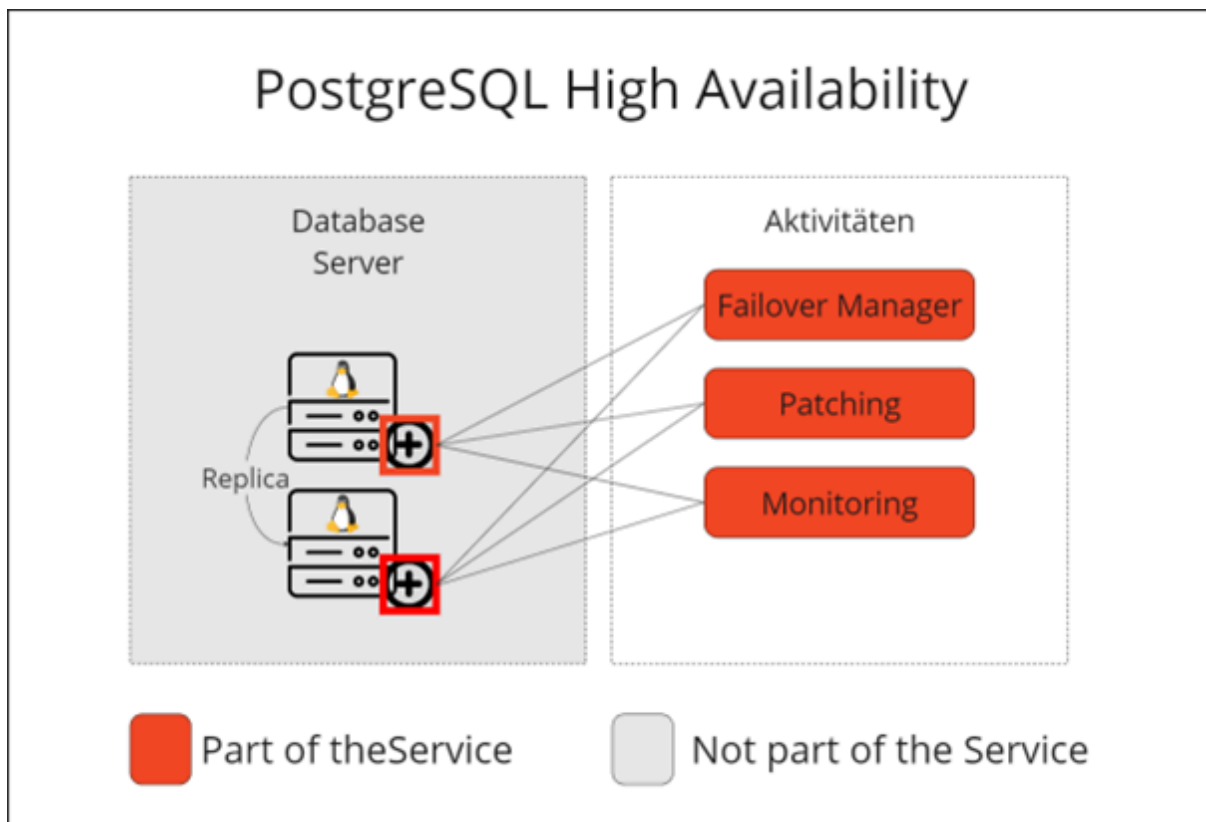 PostgreSQL High Availability
Database
Server
Replica
Aktivitäten
Failover Manager
Patching
Monitoring
Part of theService
Not part of the Service